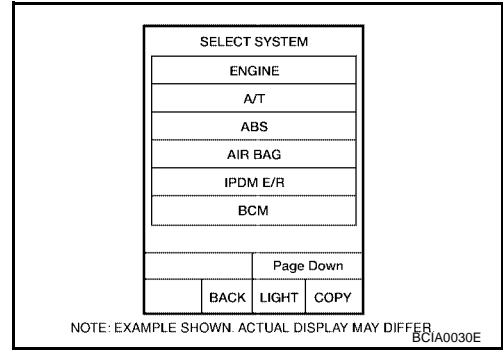 SELECT SYSTEM
ENGINE
A/T
ABS
AIR BAG
IPDM E/R
BCM
Page Down
BACK LIGHT COPY
NOTE: EXAMPLE SHOWN. ACTUAL DISPLAY MAY DIFFER.
BCIA0030E